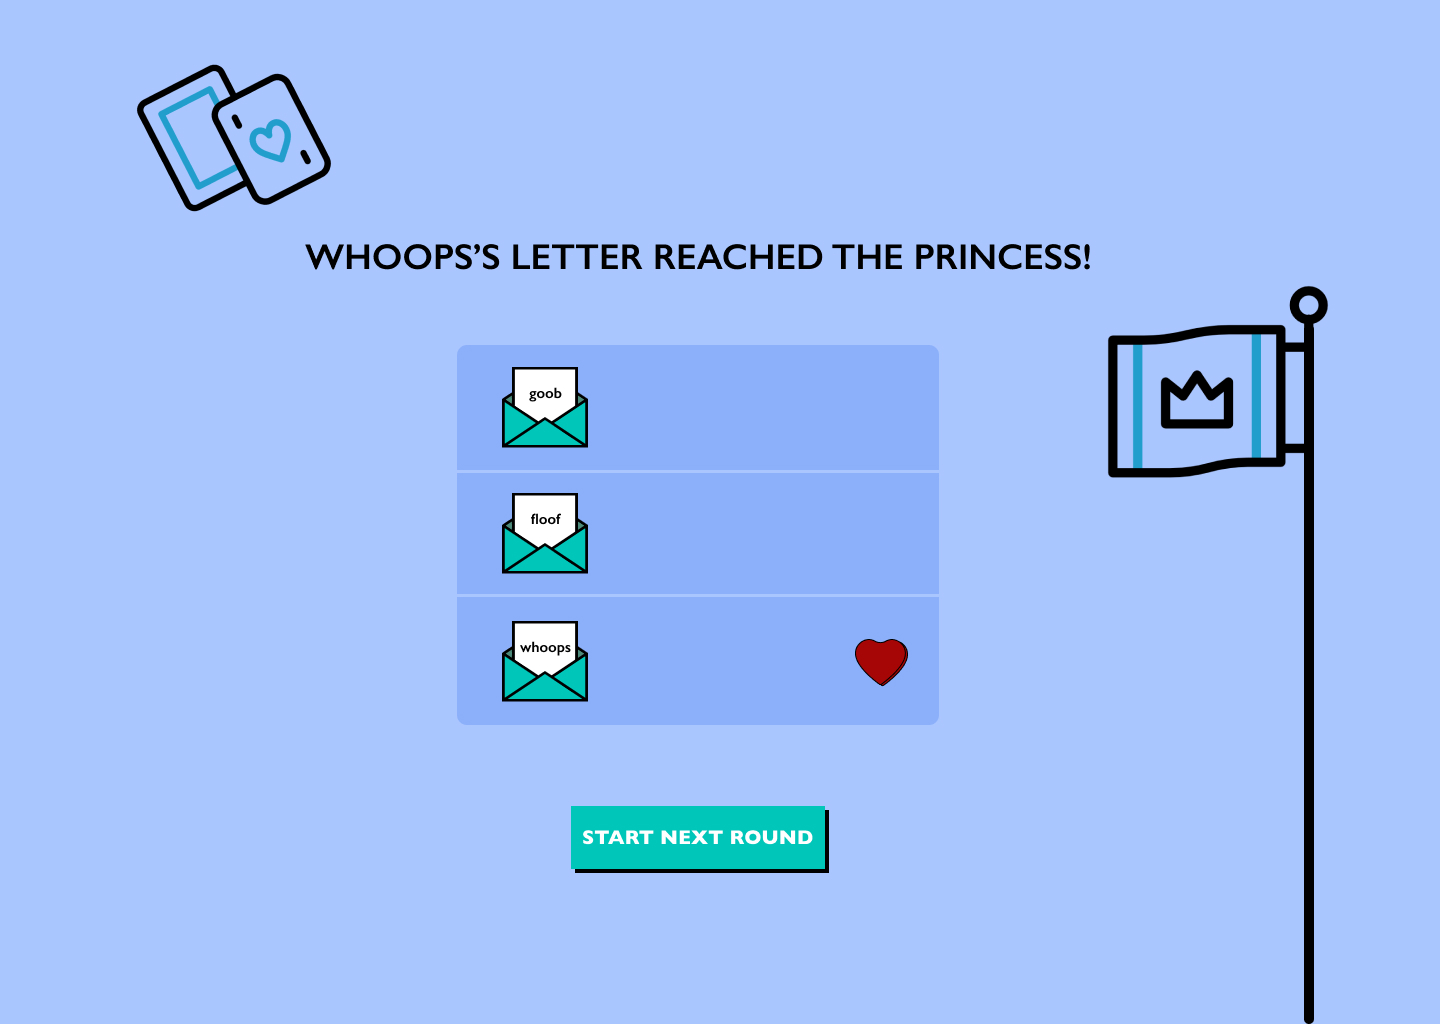 WHOOPS’S LETTER REACHED THE PRINCESS!
goob
floof
whoops
START NEXT ROUND